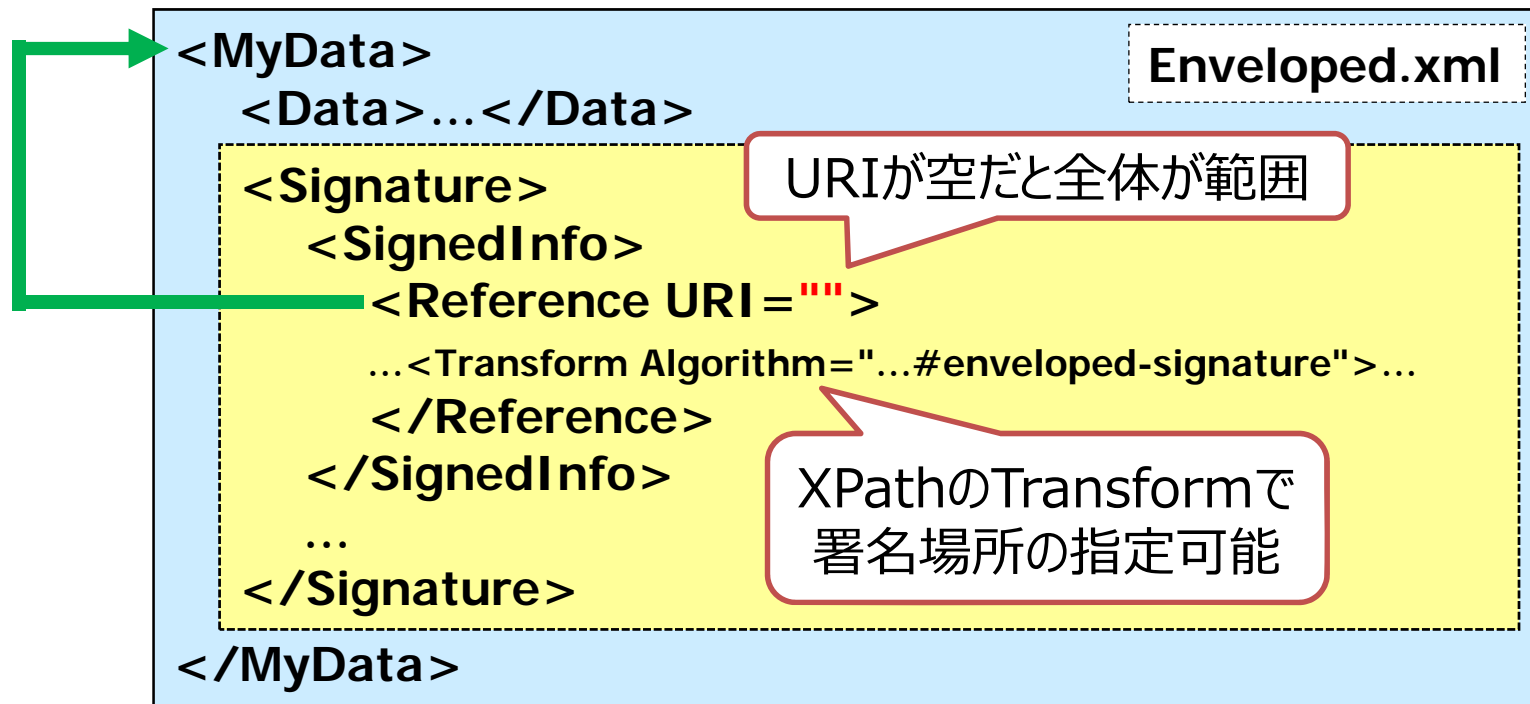 <MyData>
Enveloped.xml
<Data>…</Data>
<Signature>
URIが空だと全体が範囲
<SignedInfo>
<Reference URI="">
…<Transform Algorithm="…#enveloped-signature">…
</Reference>
</SignedInfo>
XPathのTransformで
署名場所の指定可能
…
</Signature>
</MyData>